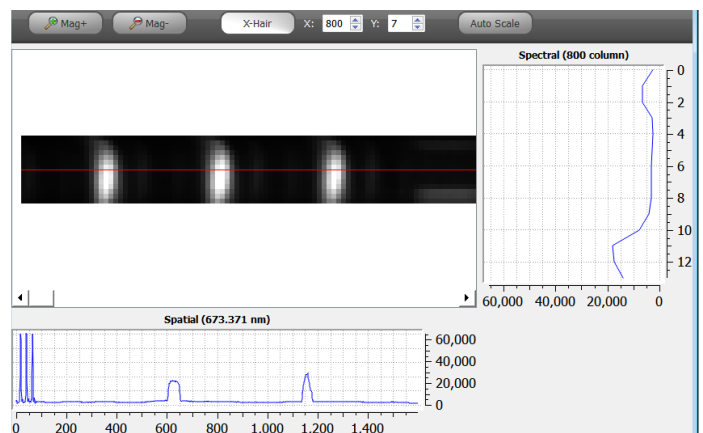 Mag+ Mag- X-Hair X: 800 Y: 7 Auto Scale
Spectral (800 column)
0
2
4
6
8
10
12
60,000 40,000 20,000 0
Spatial (673.371 nm)
60,000
40,000
20,000
0
0 200 400 600 800 1.000 1.200 1.400